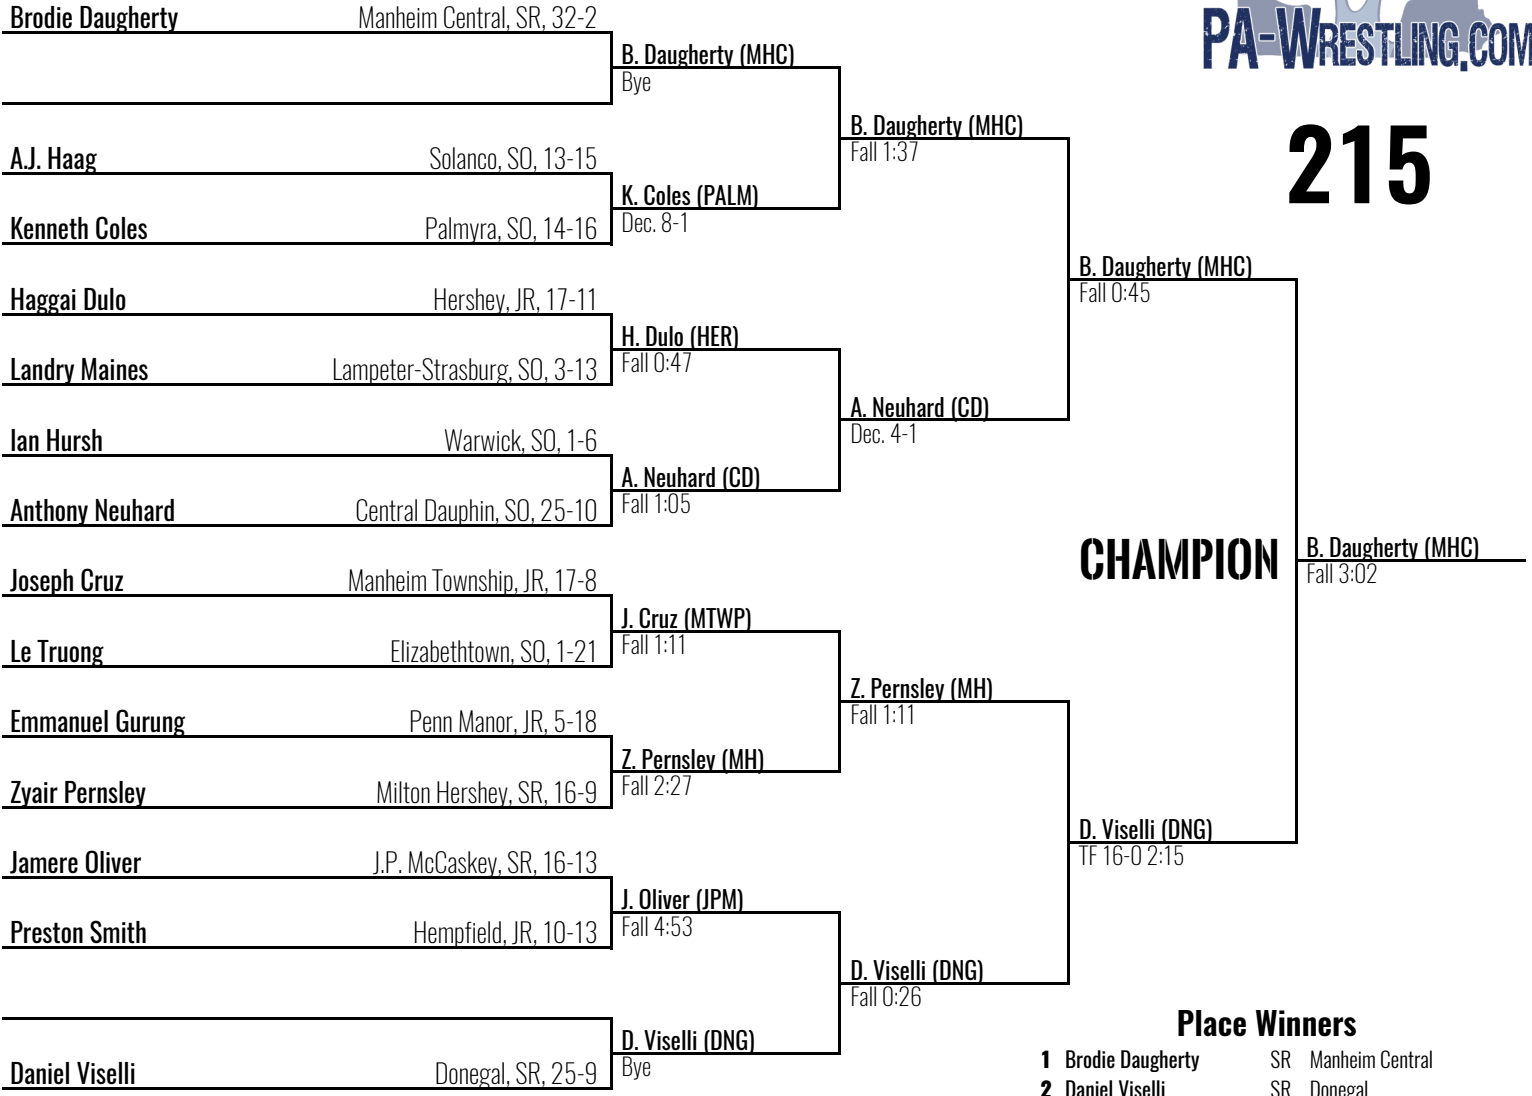 PA-WRESTLING.COM
215
Brodie Daugherty Manheim Central, SR, 32-2
B. Daugherty (MHC)
Bye
A.J. Haag Solanco, SO, 13-15
K. Coles (PALM)
Dec. 8-1
Kenneth Coles Palmyra, SO, 14-16
B. Daugherty (MHC)
Fall 1:37
Haggai Dulo Hershey, JR, 17-11
H. Dulo (HER)
Fall 0:47
Landry Maines Lampeter-Strasburg, SO, 3-13
Ian Hursh Warwick, SO, 1-6
A. Neuhard (CD)
Fall 1:05
Anthony Neuhard Central Dauphin, SO, 25-10
A. Neuhard (CD)
Dec. 4-1
B. Daugherty (MHC)
Fall 0:45
Joseph Cruz Manheim Township, JR, 17-8
J. Cruz (MTWP)
Fall 1:11
Le Truong Elizabethtown, SO, 1-21
Emmanuel Gurung Penn Manor, JR, 5-18
Z. Pernsley (MH)
Fall 2:27
Zyair Pernsley Milton Hershey, SR, 16-9
Z. Pernsley (MH)
Fall 1:11
Jamere Oliver J.P. McCaskey, SR, 16-13
J. Oliver (JPM)
Fall 4:53
Preston Smith Hempfield, JR, 10-13
D. Viselli (DNG)
Bye
Daniel Viselli Donegal, SR, 25-9
D. Viselli (DNG)
Fall 0:26
D. Viselli (DNG)
TF 16-0 2:15
CHAMPION
B. Daugherty (MHC)
Fall 3:02
Place Winners
1 Brodie Daugherty SR Manheim Central
2 Daniel Viselli SR Donegal